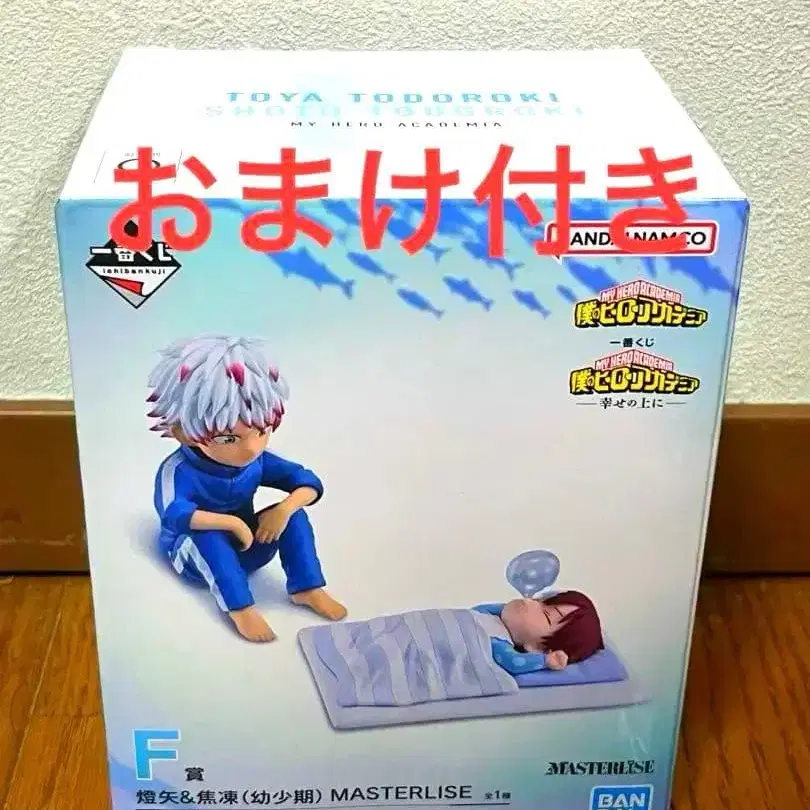 TOYA TODOROKI
SHOTO TODOROKI
MY HERO ACADEMIA
おまけ付き
一番くじ
ichibankuji
BANDAI NAMCO
MY HERO ACADEMIA
僕のヒーローアカデミア
一番くじ
MY HERO ACADEMIA
僕のヒーローアカデミア
―幸せの上に―
F賞
燈矢&焦凍(幼少期) MASTERLISE 全1種
MASTERLISE
BAN